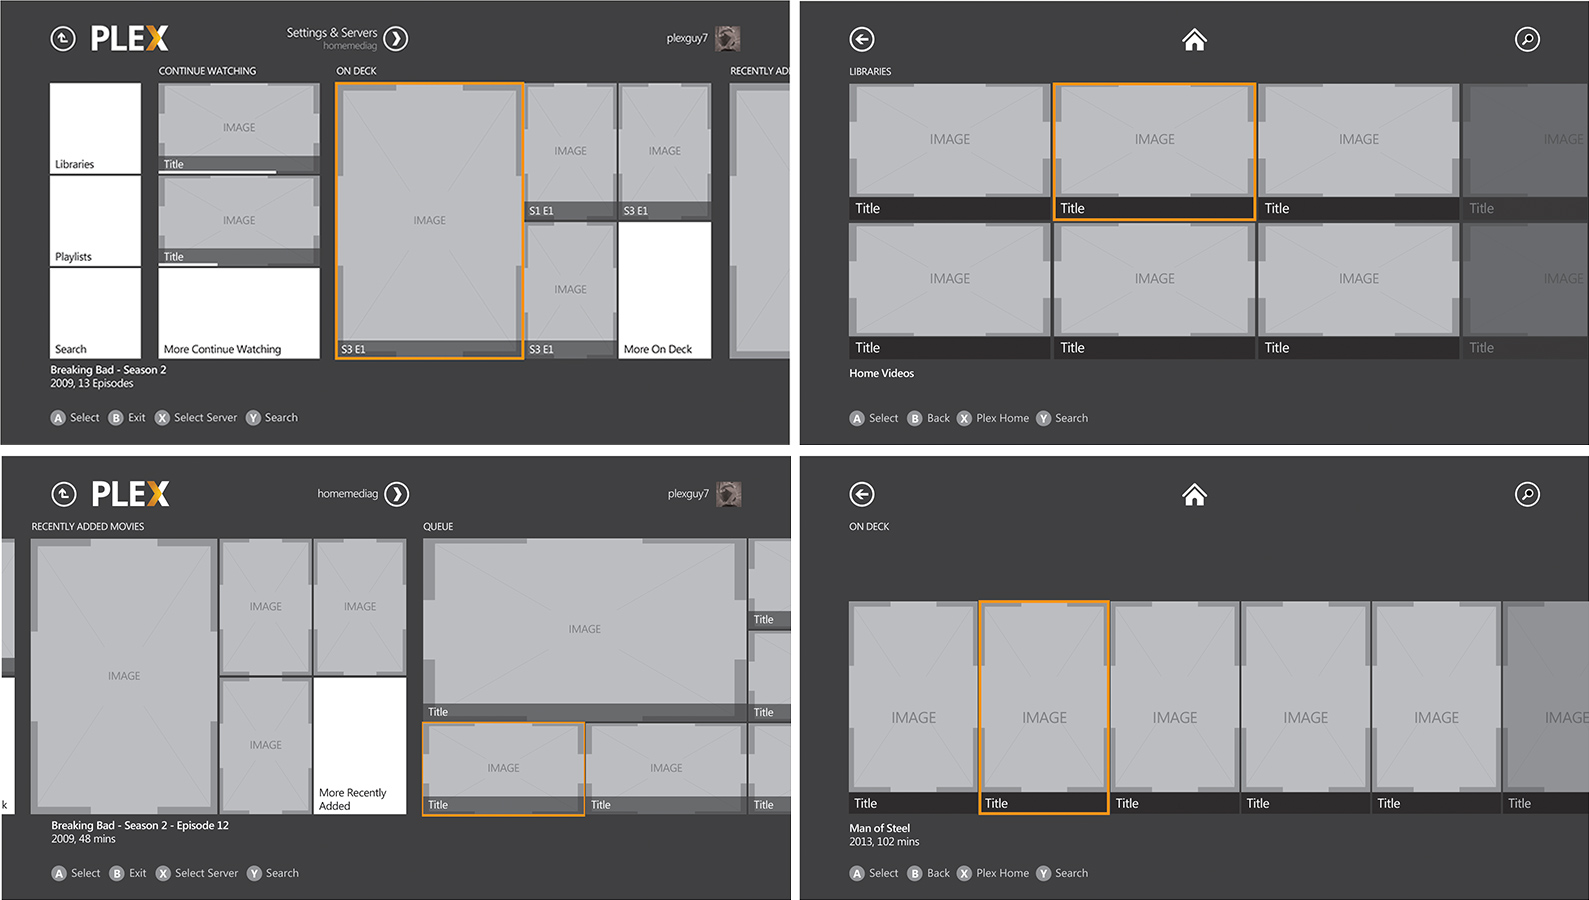 PLEX
Settings & Servers
homemediag
plexguy7
CONTINUE WATCHING
ON DECK
RECENTLY AD
Libraries
Playlists
Search
IMAGE
Title
IMAGE
Title
More Continue Watching
IMAGE
S3 E1
IMAGE
S1 E1
IMAGE
S3 E1
IMAGE
S3 E1
More On Deck
Breaking Bad - Season 2
2009, 13 Episodes
A Select B Exit X Select Server Y Search
LIBRARIES
IMAGE IMAGE IMAGE IMAGE
Title Title Title Title
IMAGE IMAGE IMAGE IMAGE
Title Title Title Title
Home Videos
A Select B Back X Plex Home Y Search
PLEX
homemediag
plexguy7
RECENTLY ADDED MOVIES
QUEUE
k
IMAGE
IMAGE
IMAGE
IMAGE
More Recently
Added
IMAGE
Title
Title
Title
IMAGE
Title
IMAGE
Title
Title
Breaking Bad - Season 2 - Episode 12
2009, 48 mins
A Select B Exit X Select Server Y Search
ON DECK
IMAGE IMAGE IMAGE IMAGE IMAGE IMAGE
Title Title Title Title Title Title
Man of Steel
2013, 102 mins
A Select B Back X Plex Home Y Search